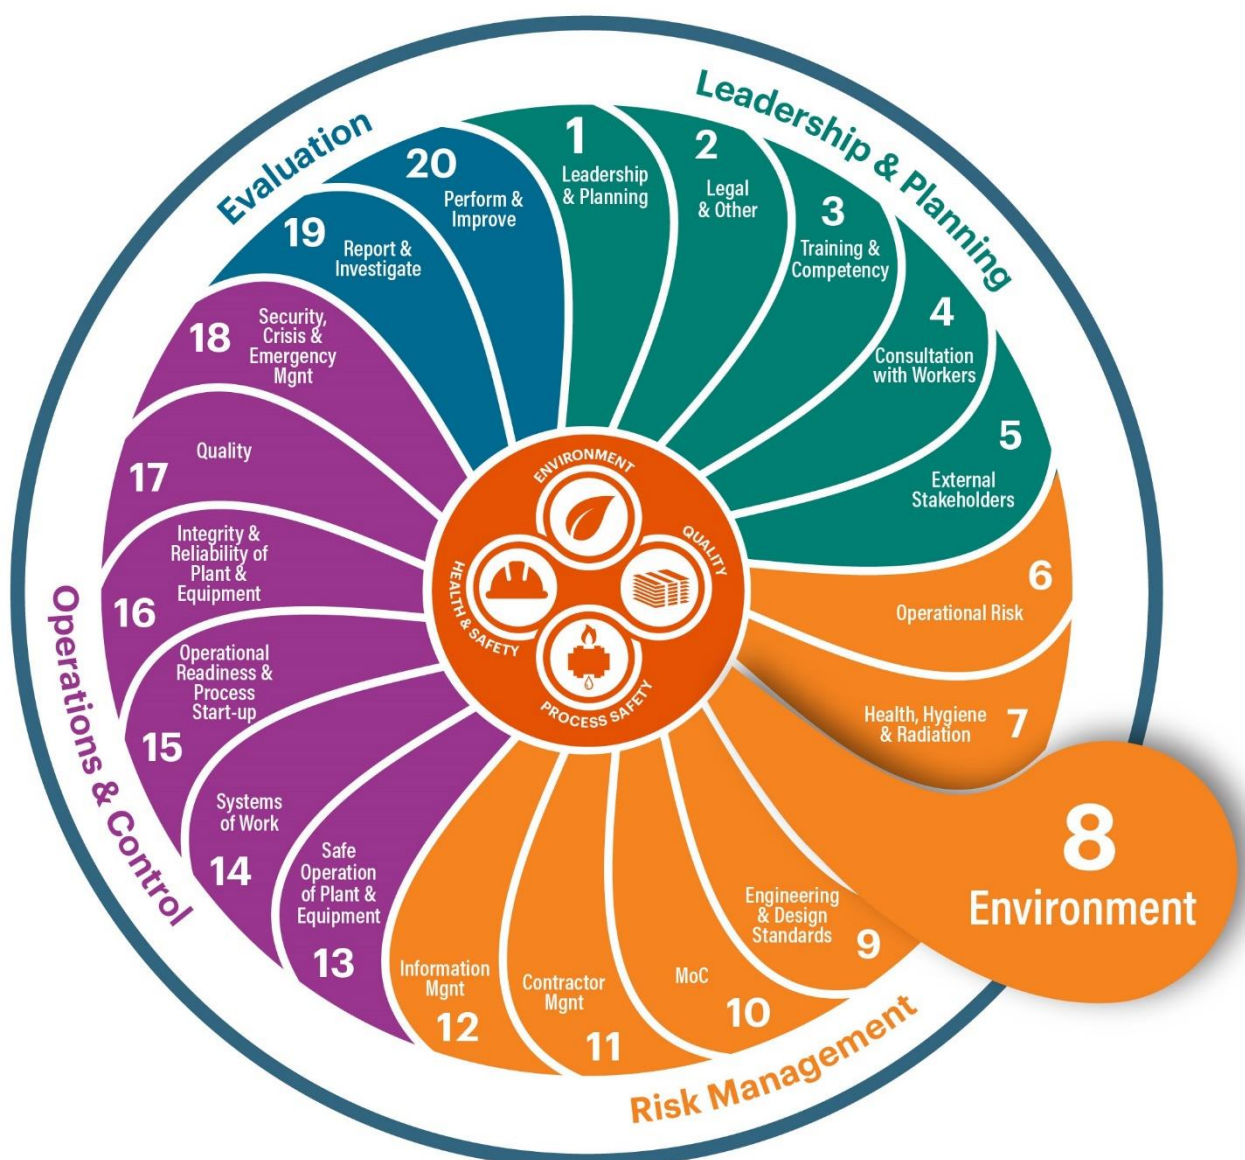 Leadership & Planning
1
Leadership
& Planning
2
Legal
& Other
3
Training &
Competency
4
Consultation
with Workers
5
External
Stakeholders
Risk Management
6
Operational Risk
7
Health, Hygiene
& Radiation
8
Environment
9
Engineering
& Design
Standards
10
MoC
11
Contractor
Mgnt
12
Information
Mgnt
Operations & Control
13
Safe
Operation
of Plant &
Equipment
14
Systems
of Work
15
Operational
Readiness &
Process
Start-up
16
Integrity &
Reliability of
Plant &
Equipment
17
Quality
18
Security,
Crisis &
Emergency
Mgnt
Evaluation
19
Report &
Investigate
20
Perform &
Improve
ENVIRONMENT
QUALITY
PROCESS SAFETY
HEALTH & SAFETY